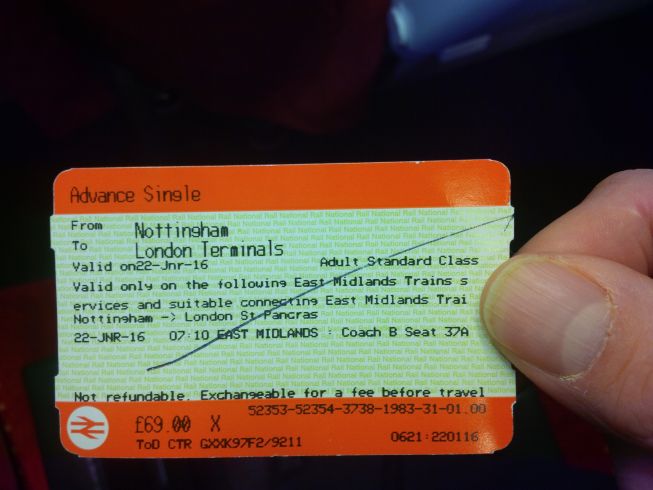 Advance Single
From Nottingham
To London Terminals
Valid on22-Jnr-16 Adult Standard Class
Valid only on the following East Midlands Trains s
ervices and suitable connecting East Midlands Trai
Nottingham -> London St Pancras
22-JNR-16 07:10 EAST MIDLANDS : Coach B Seat 37A
Not refundable. Exchangeable for a fee before travel
52353-52354-3738-1983-31-01.00
£69.00 X
ToD CTR GXXK97F2/9211 0621:220116